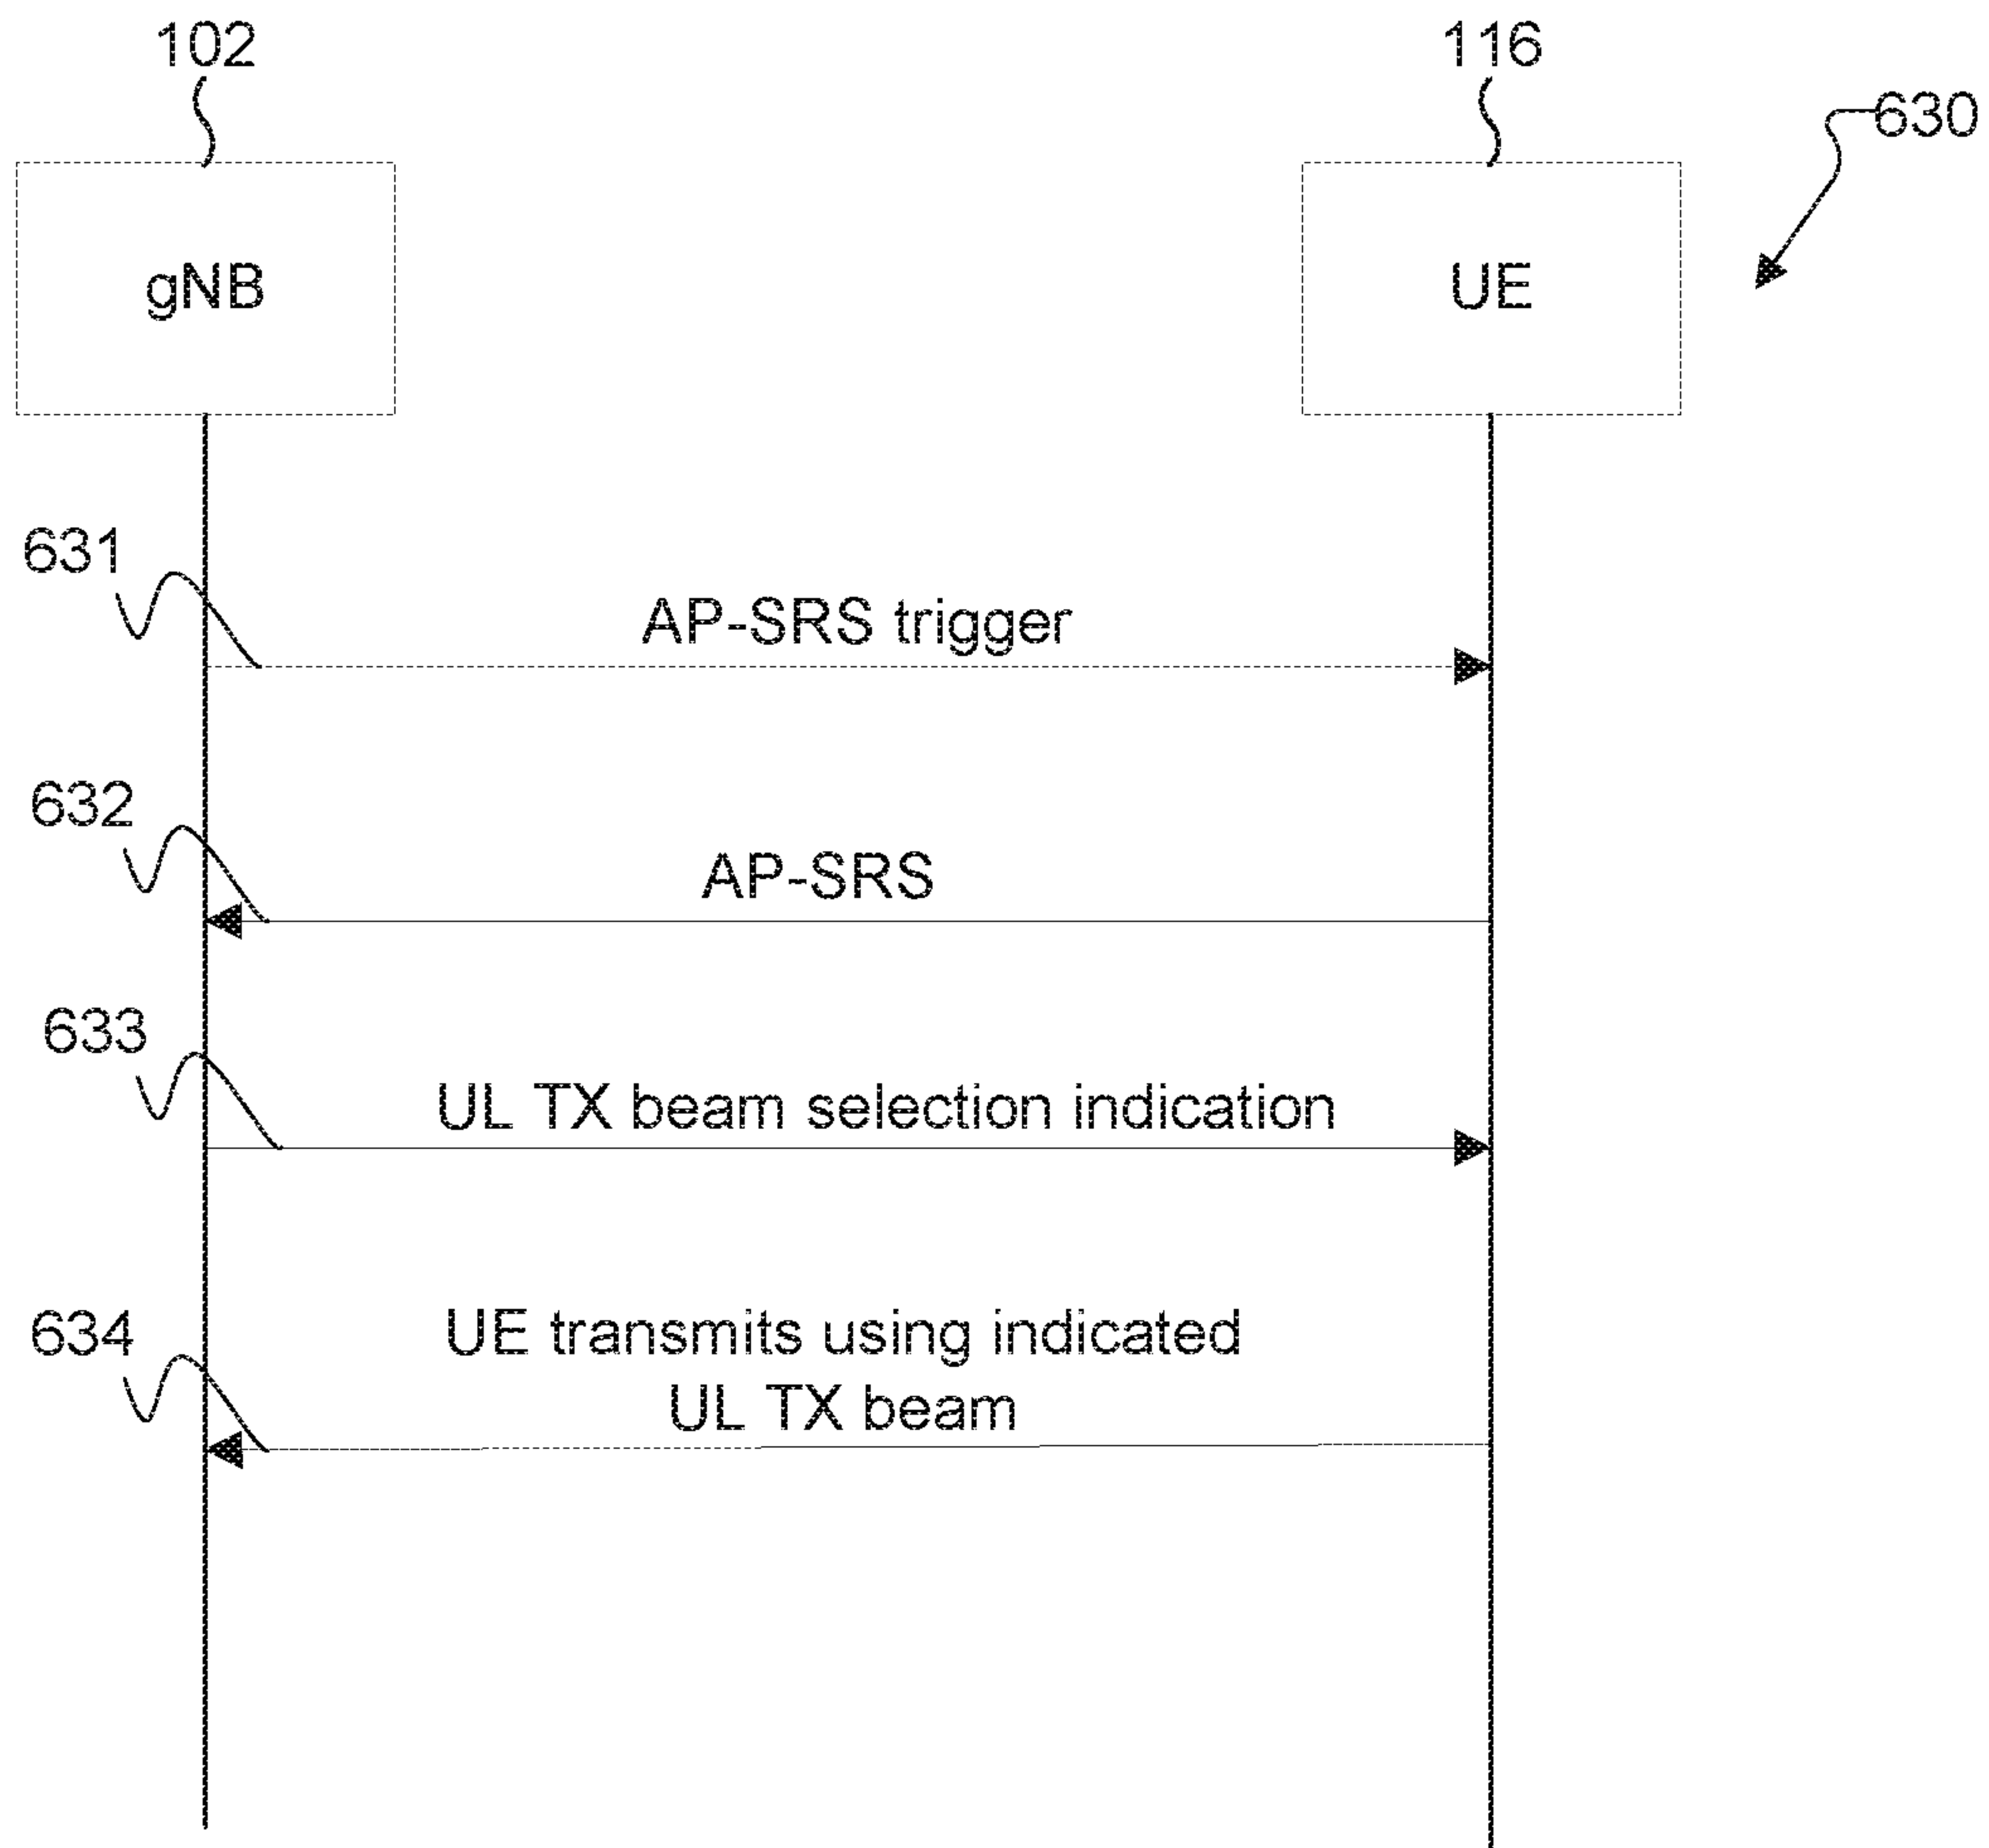 102
116
630
gNB
UE
631
AP-SRS trigger
632
AP-SRS
633
UL TX beam selection indication
634
UE transmits using indicated
UL TX beam